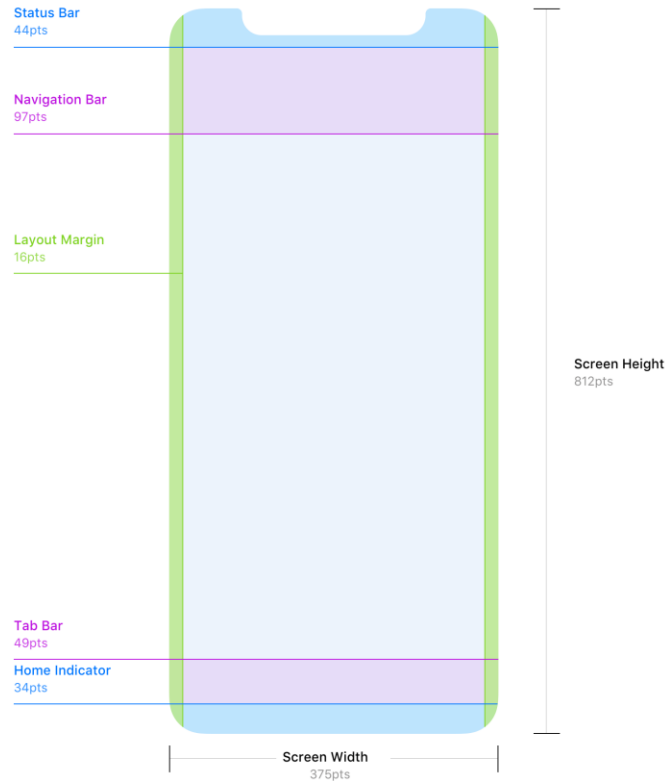 Status Bar
44pts
Navigation Bar
97pts
Layout Margin
16pts
Screen Height
812pts
Tab Bar
49pts
Home Indicator
34pts
Screen Width
375pts